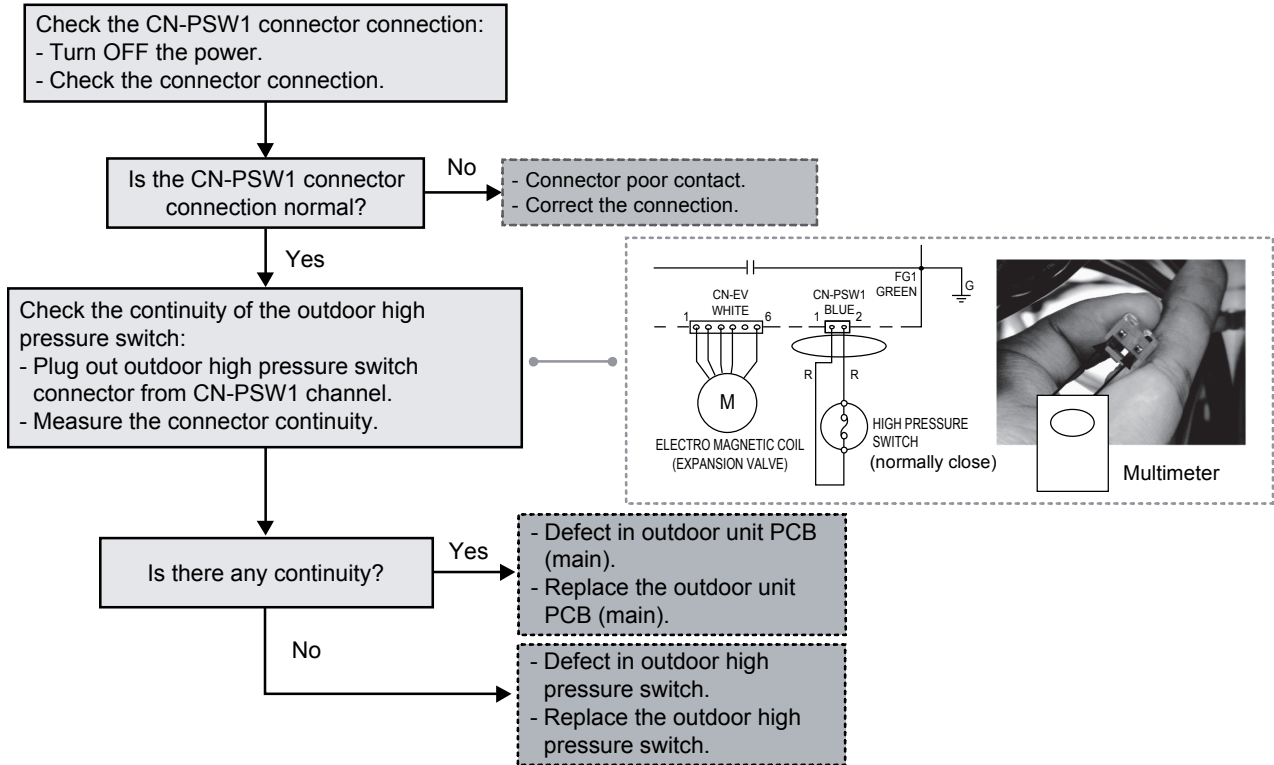 Check the CN-PSW1 connector connection:
- Turn OFF the power.
- Check the connector connection.
Is the CN-PSW1 connector
connection normal?
No
- Connector poor contact.
- Correct the connection.
Yes
Check the continuity of the outdoor high
pressure switch:
- Plug out outdoor high pressure switch
connector from CN-PSW1 channel.
- Measure the connector continuity.
FG1
GREEN
G
CN-EV
WHITE
1
6
CN-PSW1
BLUE
1
2
R
R
M
ELECTRO MAGNETIC COIL
(EXPANSION VALVE)
HIGH PRESSURE
SWITCH
(normally close)
Multimeter
Is there any continuity?
Yes
- Defect in outdoor unit PCB
(main).
- Replace the outdoor unit
PCB (main).
No
- Defect in outdoor high
pressure switch.
- Replace the outdoor high
pressure switch.